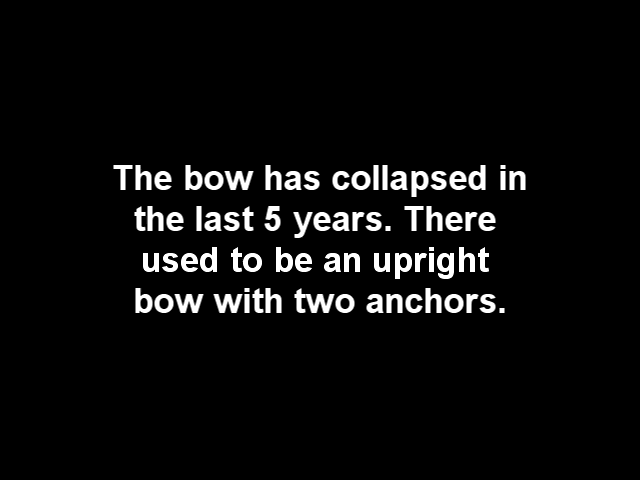 The bow has collapsed in
the last 5 years. There
used to be an upright
bow with two anchors.